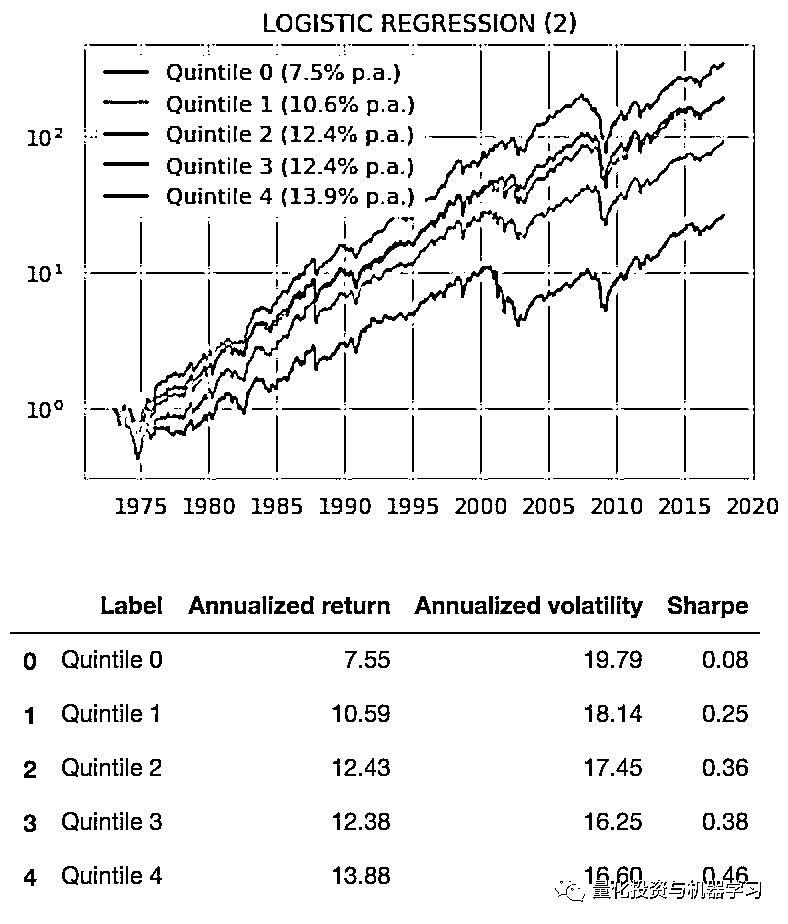 LOGISTIC REGRESSION (2)
Quintile 0 (7.5% p.a.)
Quintile 1 (10.6% p.a.)
Quintile 2 (12.4% p.a.)
Quintile 3 (12.4% p.a.)
Quintile 4 (13.9% p.a.)
10²
10¹
10⁰
1975 1980 1985 1990 1995 2000 2005 2010 2015 2020
Label Annualized return Annualized volatility Sharpe
0 Quintile 0 7.55 19.79 0.08
1 Quintile 1 10.59 18.14 0.25
2 Quintile 2 12.43 17.45 0.36
3 Quintile 3 12.38 16.25 0.38
4 Quintile 4 13.88 16.60 0.46
量化投资与机器学习